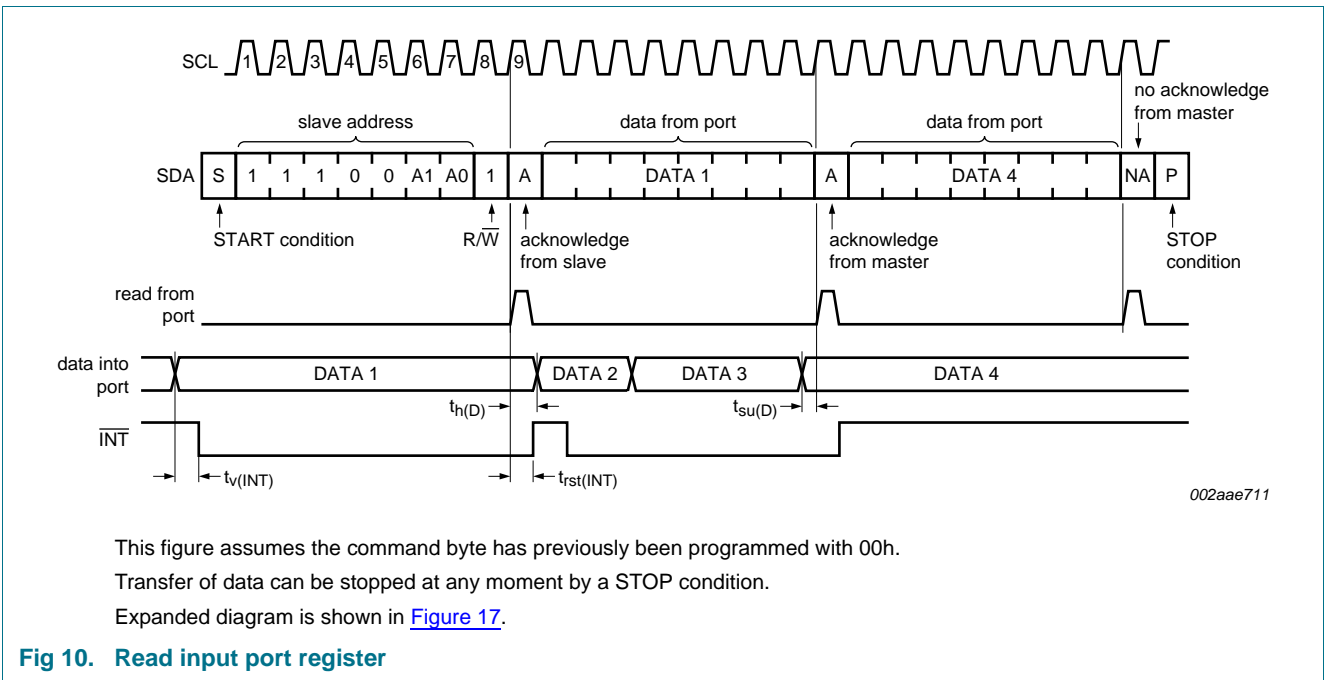 SCL 1 2 3 4 5 6 7 8 9
no acknowledge
from master
slave address data from port data from port
SDA S 1 1 1 0 0 A1 A0 1 A DATA 1 A DATA 4 NA P
START condition R/W acknowledge
from slave
acknowledge
from master
STOP
condition
read from
port
data into
port
DATA 1 DATA 2 DATA 3 DATA 4
th(D) tsu(D)
INT
tv(INT) trst(INT)
002aae711
This figure assumes the command byte has previously been programmed with 00h.
Transfer of data can be stopped at any moment by a STOP condition.
Expanded diagram is shown in Figure 17.
Fig 10. Read input port register